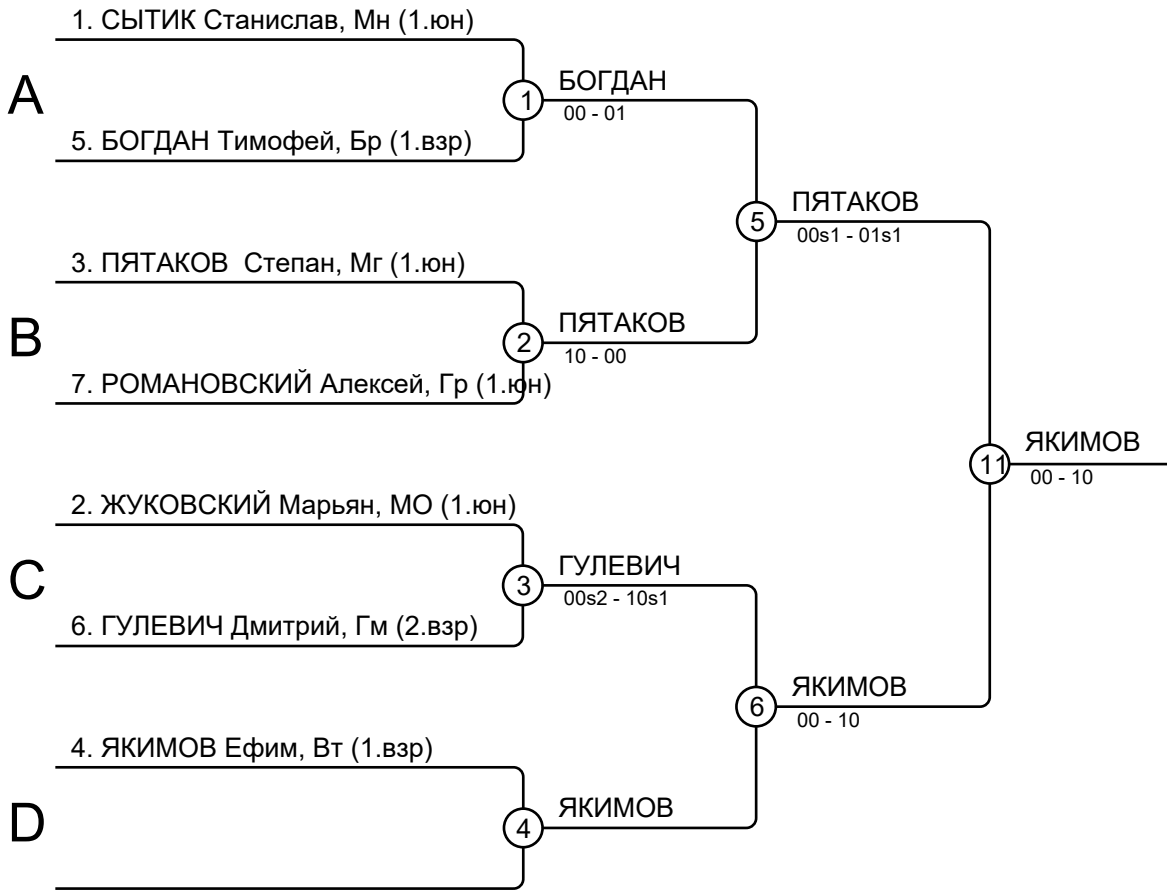 1. СЫТИК Станислав, Мн (1.юн)
A
1
БОГДАН
00 - 01
5. БОГДАН Тимофей, Бр (1.взр)
5
ПЯТАКОВ
00s1 - 01s1
3. ПЯТАКОВ  Степан, Мг (1.юн)
B
2
ПЯТАКОВ
10 - 00
7. РОМАНОВСКИЙ Алексей, Гр (1.юн)
11
ЯКИМОВ
00 - 10
2. ЖУКОВСКИЙ Марьян, МО (1.юн)
C
3
ГУЛЕВИЧ
00s2 - 10s1
6. ГУЛЕВИЧ Дмитрий, Гм (2.взр)
6
ЯКИМОВ
00 - 10
4. ЯКИМОВ Ефим, Вт (1.взр)
D
4
ЯКИМОВ